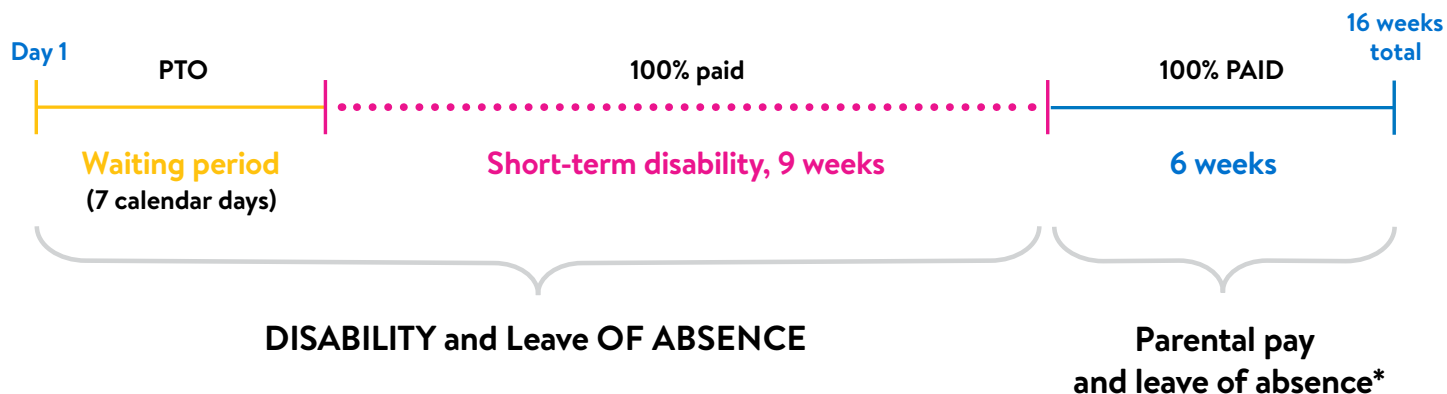 Day 1
PTO
100% paid
100% PAID
16 weeks
total
Waiting period
(7 calendar days)
Short-term disability, 9 weeks
6 weeks
DISABILITY and Leave OF ABSENCE
Parental pay
and leave of absence*